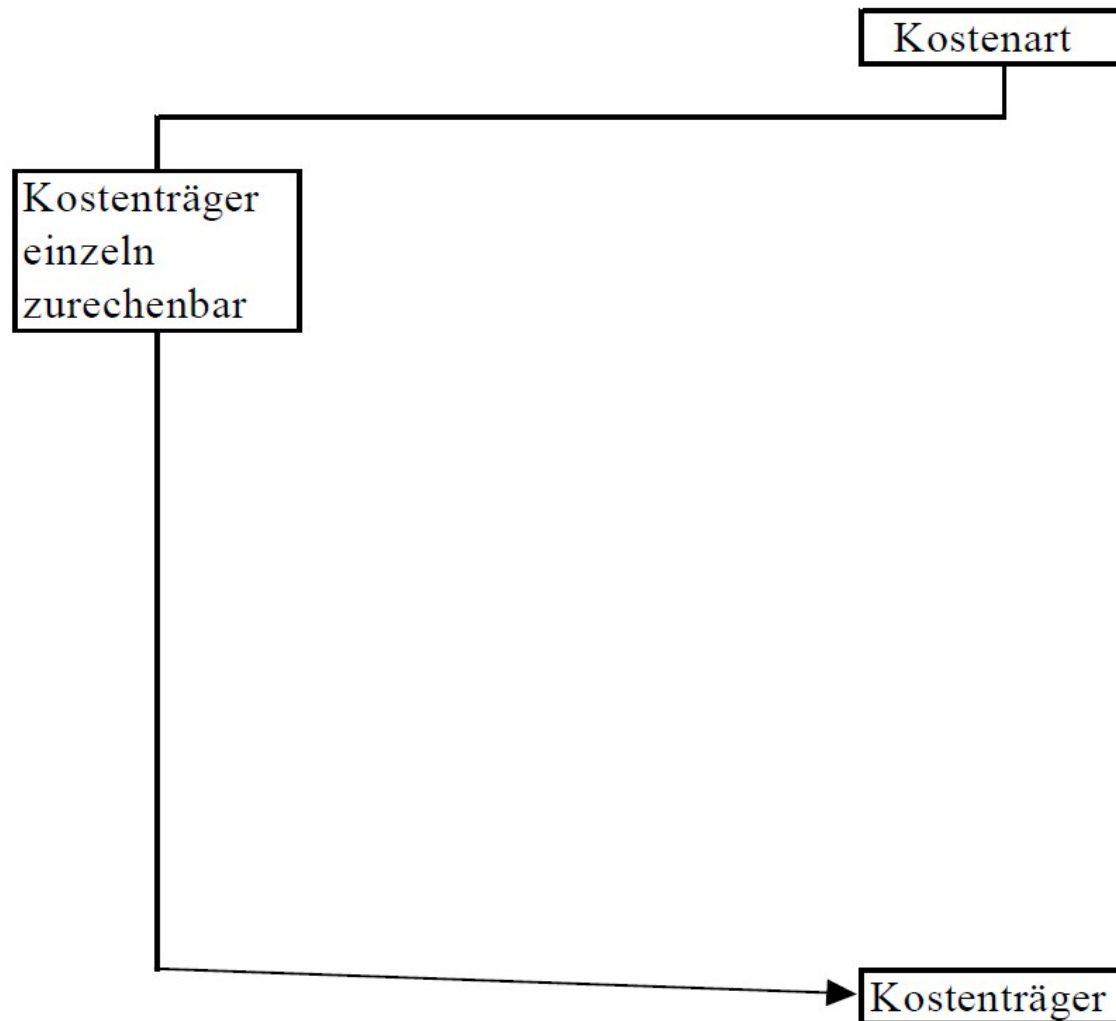 Kostenart
Kostenträger
einzeln
zurechenbar
Kostenträger